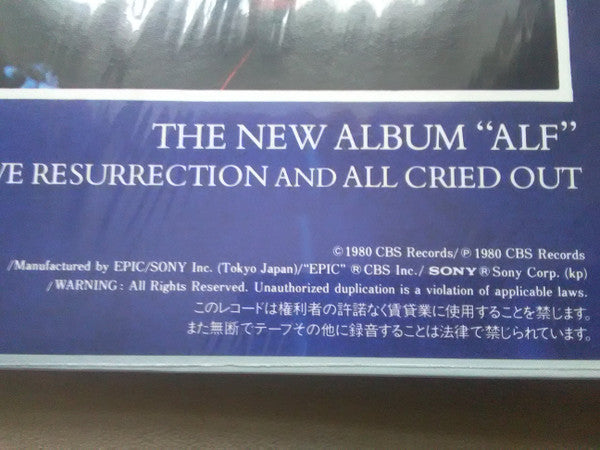 THE NEW ALBUM “ALF”
VE RESURRECTION AND ALL CRIED OUT
©1980 CBS Records/℗1980 CBS Records
/Manufactured by EPIC/SONY Inc. (Tokyo Japan)/“EPIC” ®CBS Inc./ SONY®Sony Corp. (kp)
/WARNING: All Rights Reserved. Unauthorized duplication is a violation of applicable laws.
このレコードは権利者の許諾なく賃貸業に使用することを禁じます。
また無断でテープその他に録音することは法律で禁じられています。